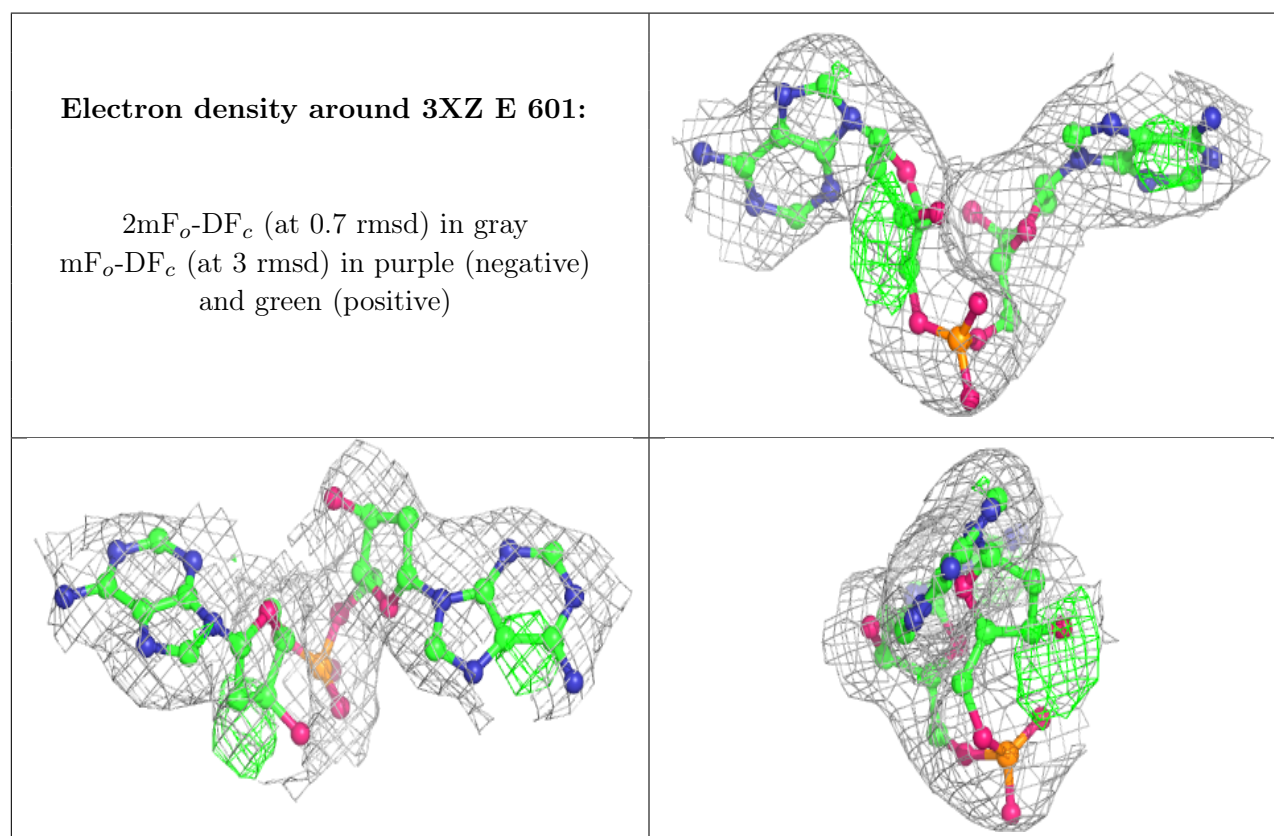 Electron density around 3XZ E 601:
2mFo-DFc (at 0.7 rmsd) in gray
mFo-DFc (at 3 rmsd) in purple (negative)
and green (positive)